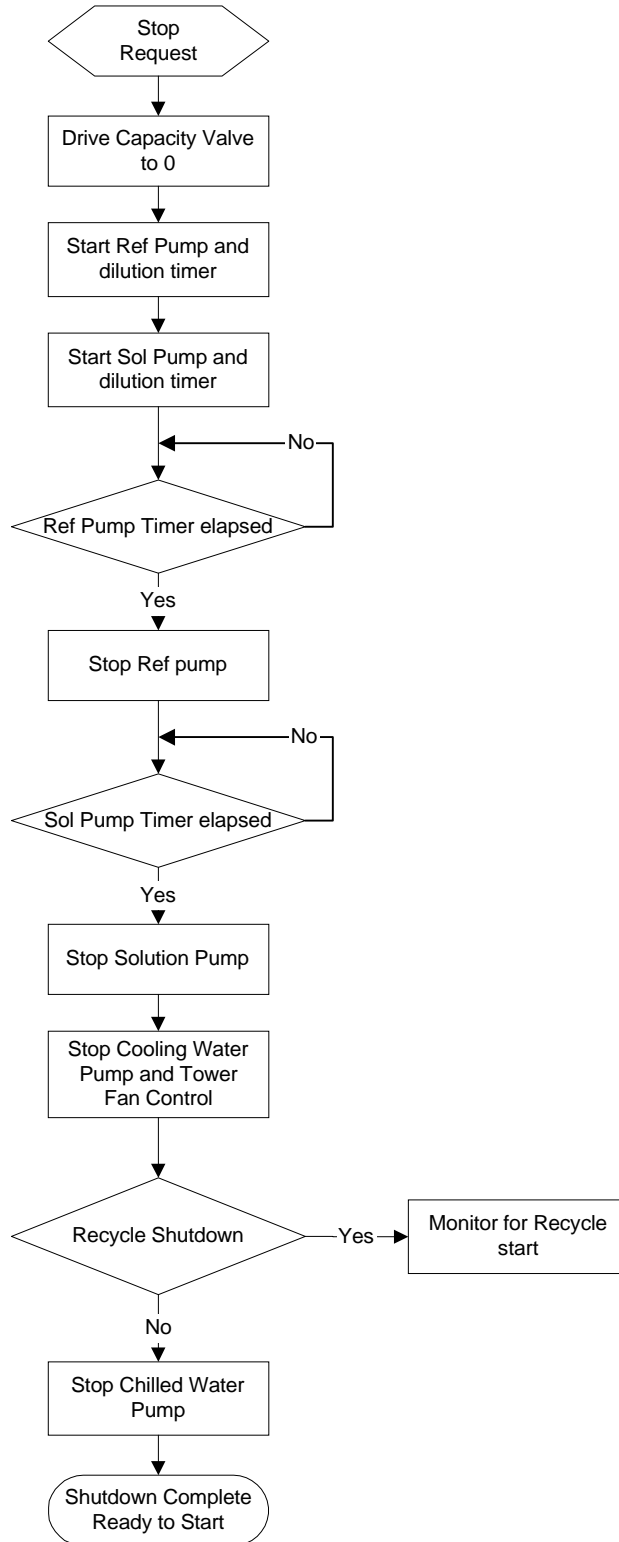 Stop
Request
Drive Capacity Valve
to 0
Start Ref Pump and
dilution timer
Start Sol Pump and
dilution timer
No
Ref Pump Timer elapsed
Yes
Stop Ref pump
No
Sol Pump Timer elapsed
Yes
Stop Solution Pump
Stop Cooling Water
Pump and Tower
Fan Control
Recycle Shutdown
Yes
Monitor for Recycle
start
No
Stop Chilled Water
Pump
Shutdown Complete
Ready to Start